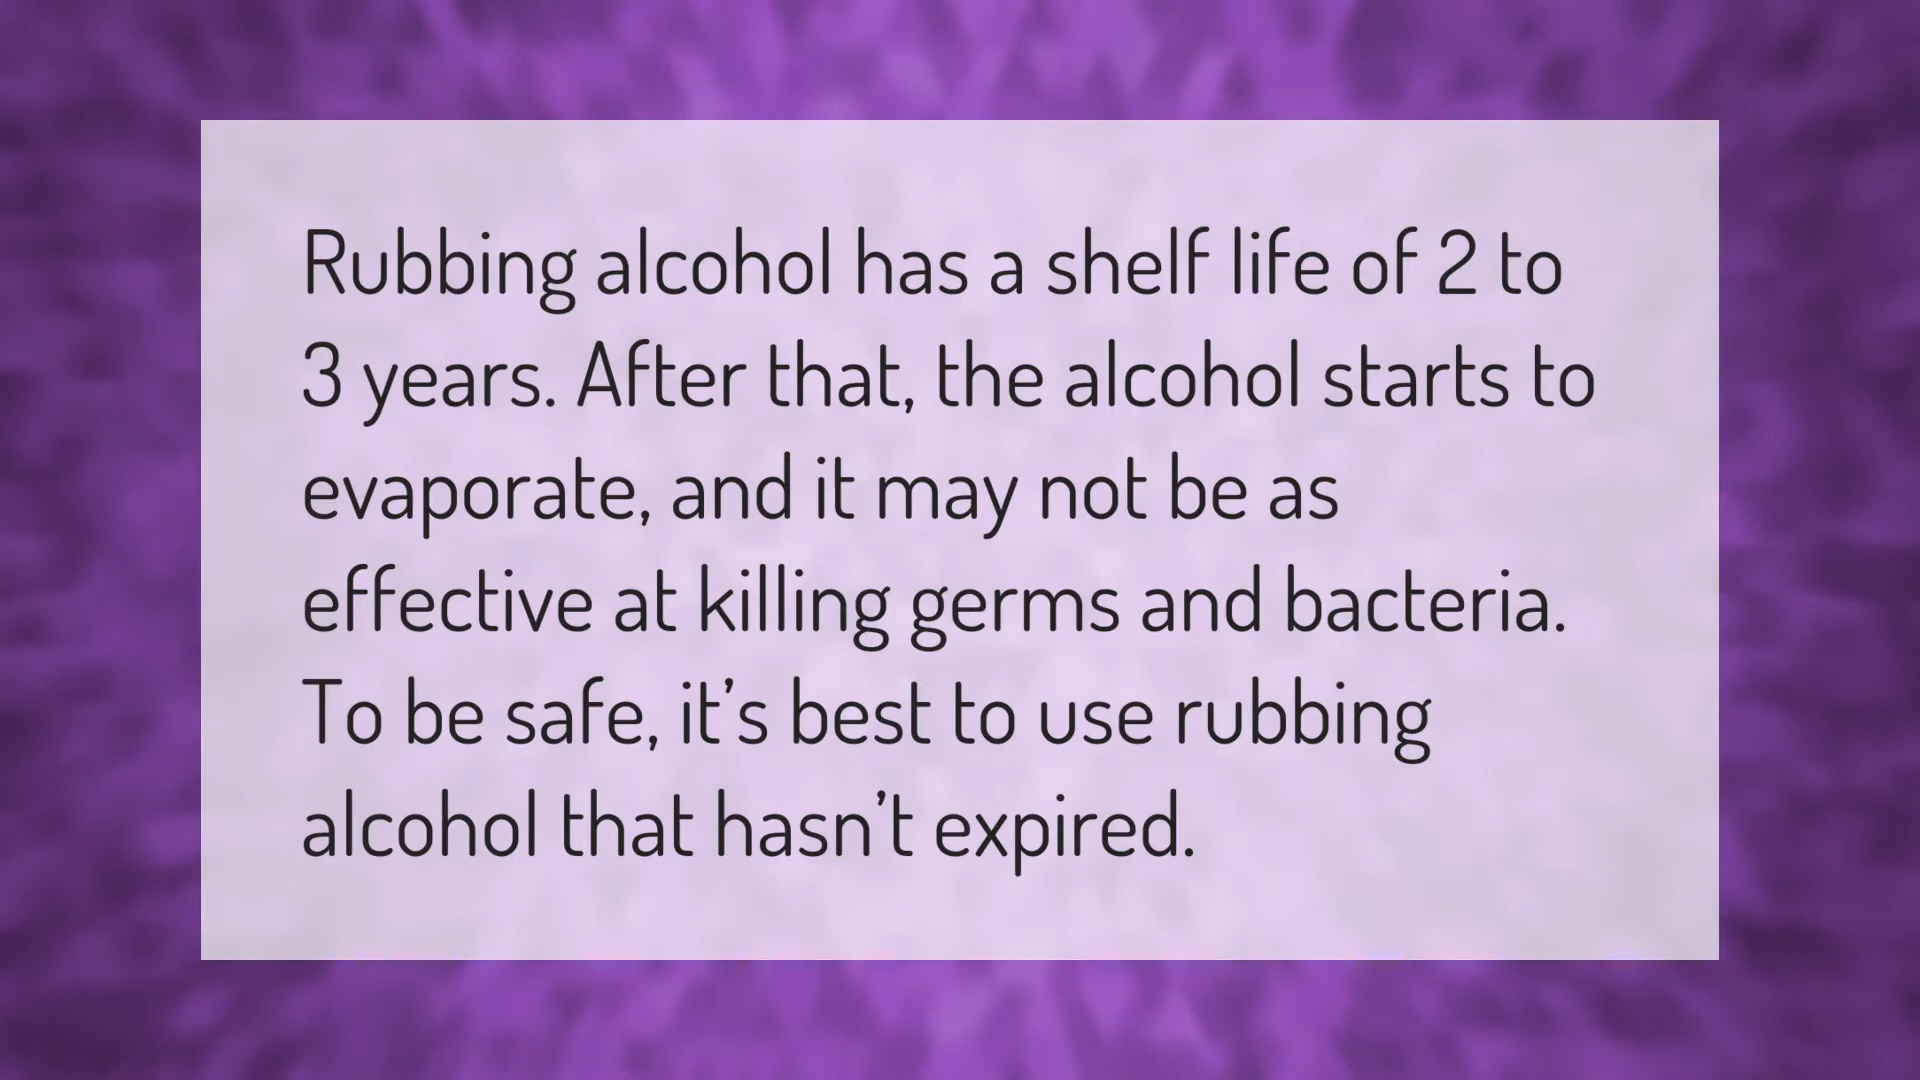 Rubbing alcohol has a shelf life of 2 to
3 years. After that, the alcohol starts to
evaporate, and it may not be as
effective at killing germs and bacteria.
To be safe, it’s best to use rubbing
alcohol that hasn’t expired.